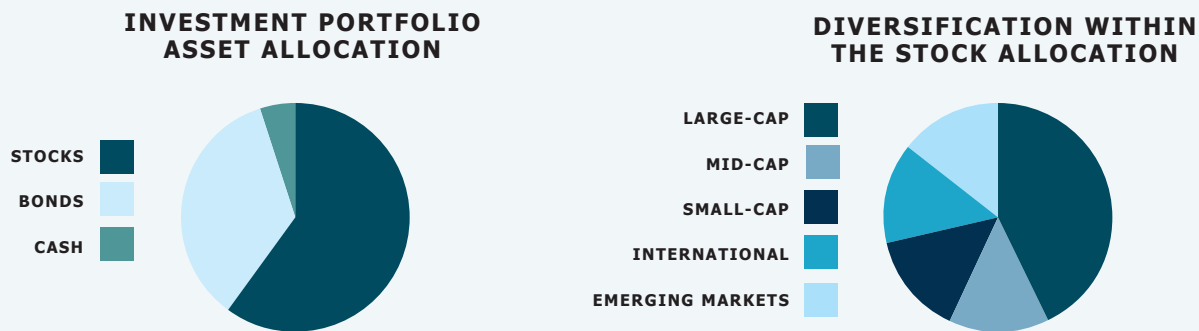 INVESTMENT PORTFOLIO
ASSET ALLOCATION
STOCKS
BONDS
CASH
DIVERSIFICATION WITHIN
THE STOCK ALLOCATION
LARGE-CAP
MID-CAP
SMALL-CAP
INTERNATIONAL
EMERGING MARKETS